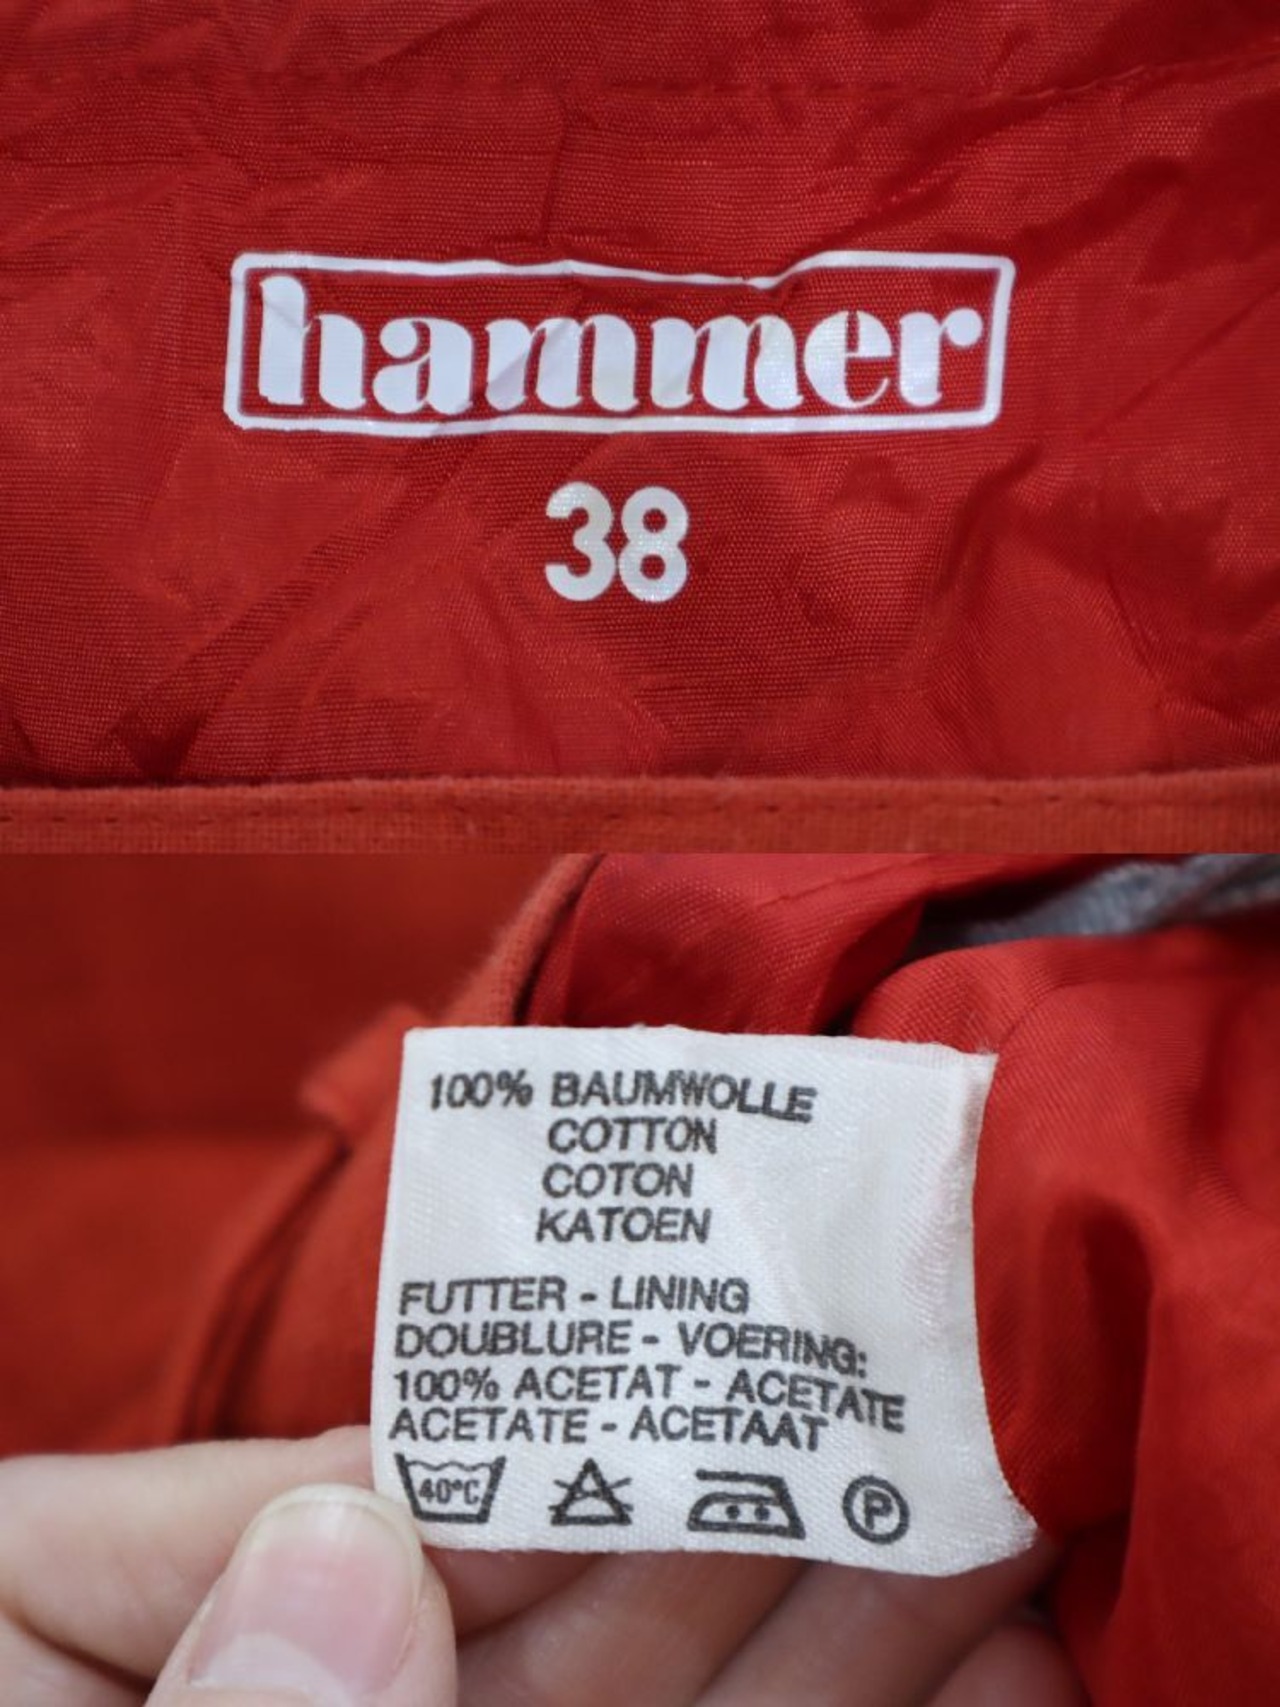 hammer
38
100% BAUMWOLLE
COTTON
COTON
KATOEN
FUTTER - LINING
DOUBLURE - VOERING:
100% ACETAT - ACETATE
ACETATE - ACETAAT
40°C P